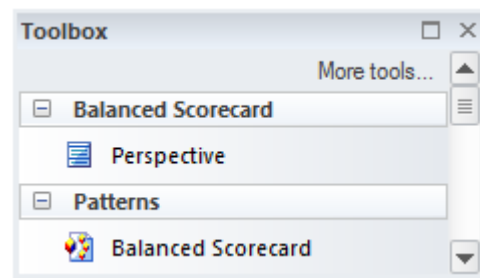 Toolbox
More tools...
Balanced Scorecard
Perspective
Patterns
Balanced Scorecard